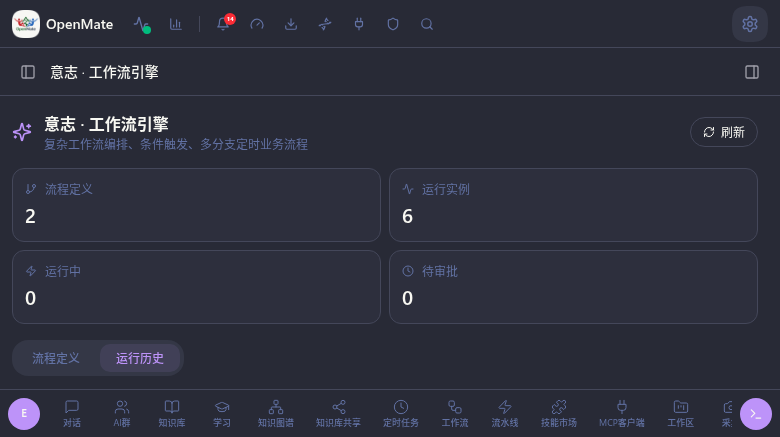 OpenMate
OpenMate
14
意志 · 工作流引擎
意志 · 工作流引擎
复杂工作流编排、条件触发、多分支定时业务流程
刷新
流程定义
2
运行实例
6
运行中
0
待审批
0
流程定义
运行历史
E
对话
AI群
知识库
学习
知识图谱
知识库共享
定时任务
工作流
流水线
技能市场
MCP客户端
工作区